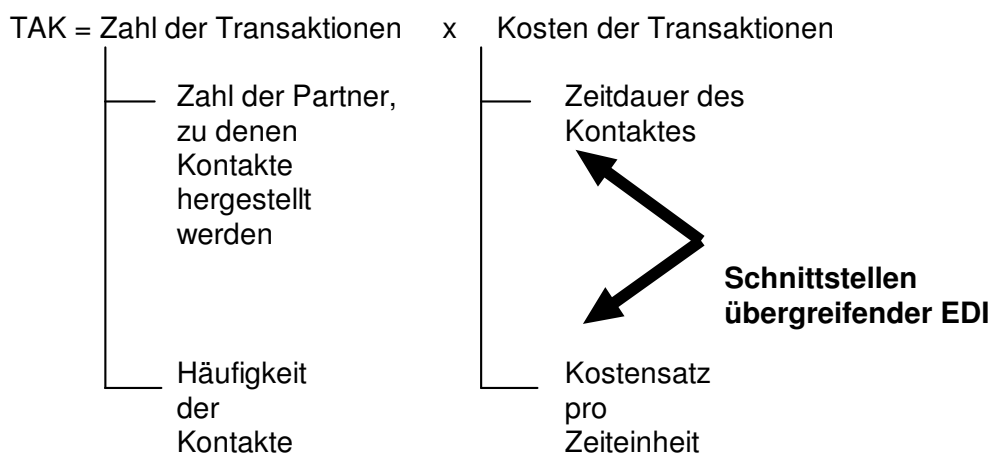 TAK = Zahl der Transaktionen x Kosten der Transaktionen
Zahl der Partner,
zu denen
Kontakte
hergestellt
werden
Häufigkeit
der
Kontakte
Zeitdauer des
Kontaktes
Schnittstellen
übergreifender EDI
Kostensatz
pro
Zeiteinheit